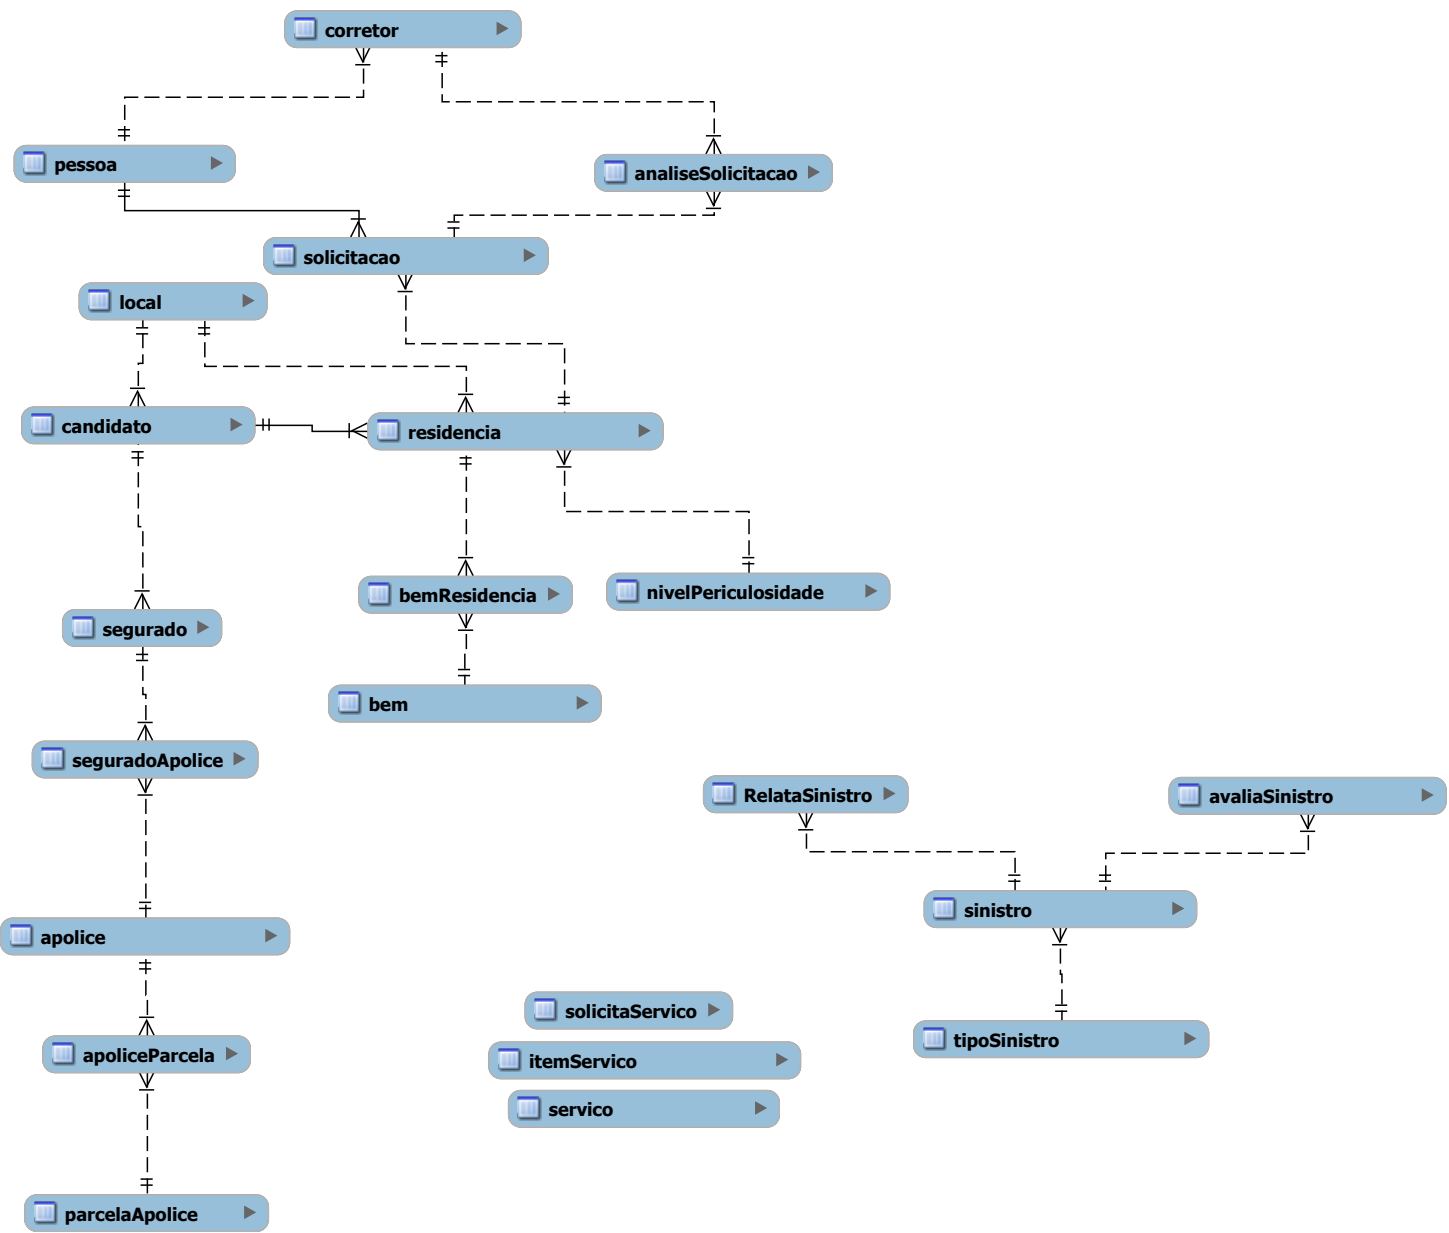 corretor
pessoa
analiseSolicitacao
solicitacao
local
candidato
residencia
bemResidencia
nivelPericulosidade
segurado
bem
seguradoApolice
RelataSinistro
avaliaSinistro
sinistro
apolice
solicitaServico
tipoSinistro
apoliceParcela
itemServico
servico
parcelaApolice